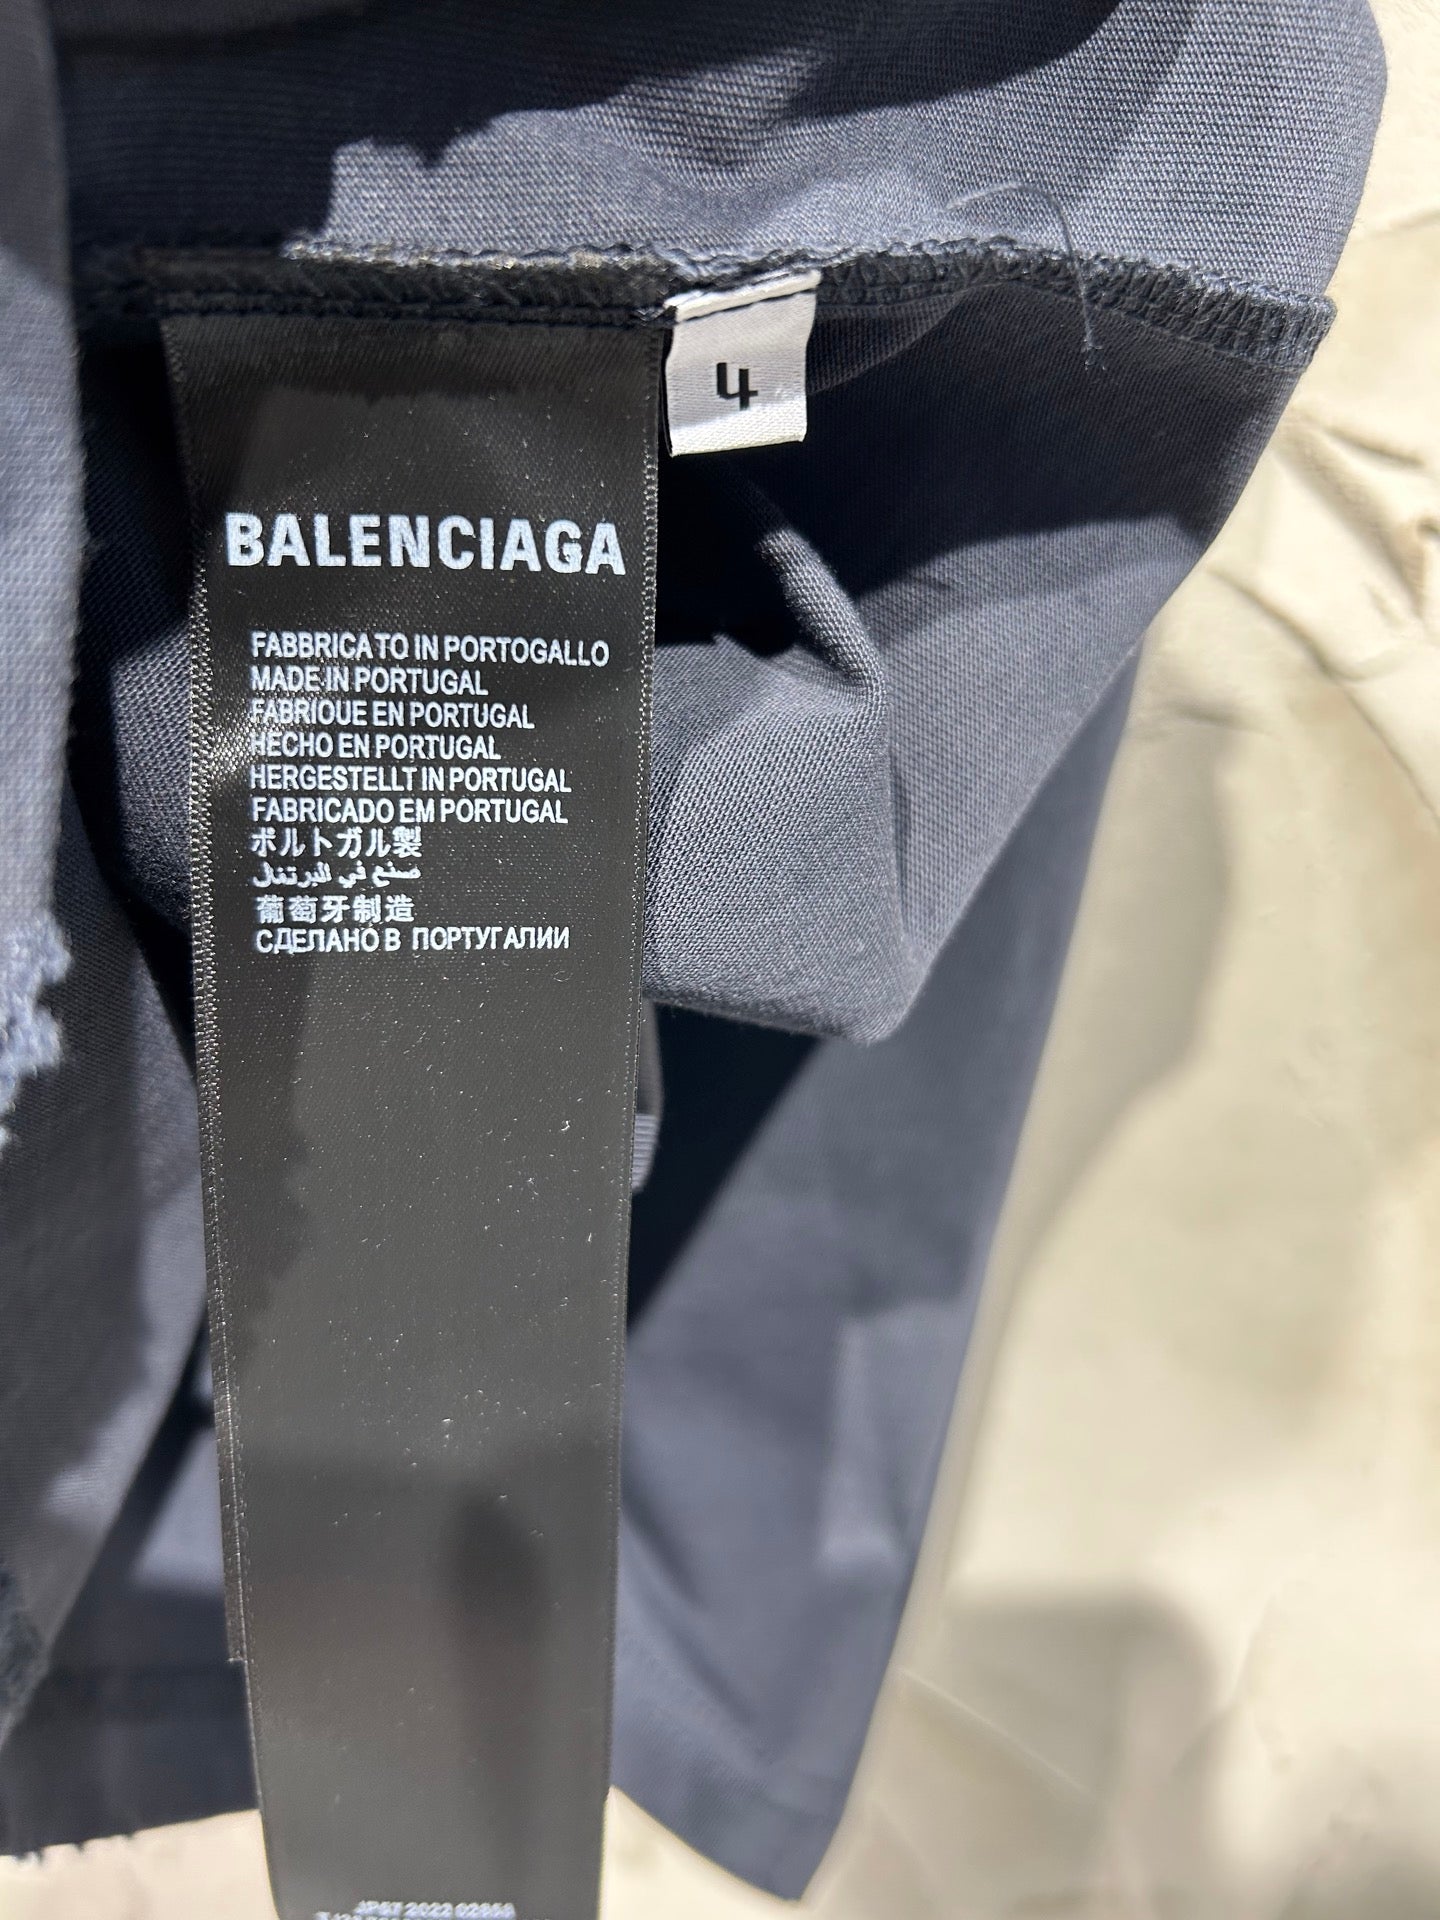 4
BALENCIAGA
FABBRICATO IN PORTOGALLO
MADE IN PORTUGAL
FABRIQUE EN PORTUGAL
HECHO EN PORTUGAL
HERGESTELLT IN PORTUGAL
FABRICADO EM PORTUGAL
ポルトガル製
صنع في البرتغال
葡萄牙制造
СДЕЛАНО В ПОРТУГАЛИИ